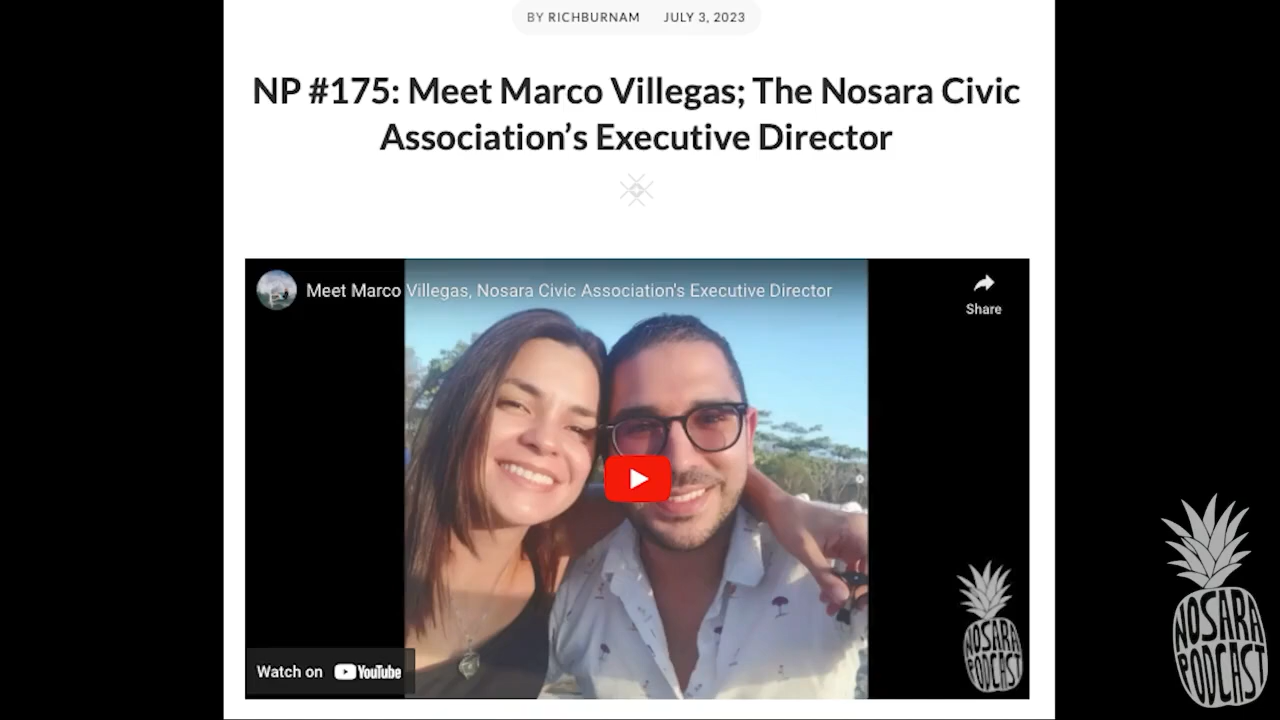 BY RICHBURNAM JULY 3, 2023
NP #175: Meet Marco Villegas; The Nosara Civic
Association’s Executive Director
Meet Marco Villegas, Nosara Civic Association's Executive Director
Share
Watch on YouTube
NOSARA
PODCAST
NOSARA
PODCAST